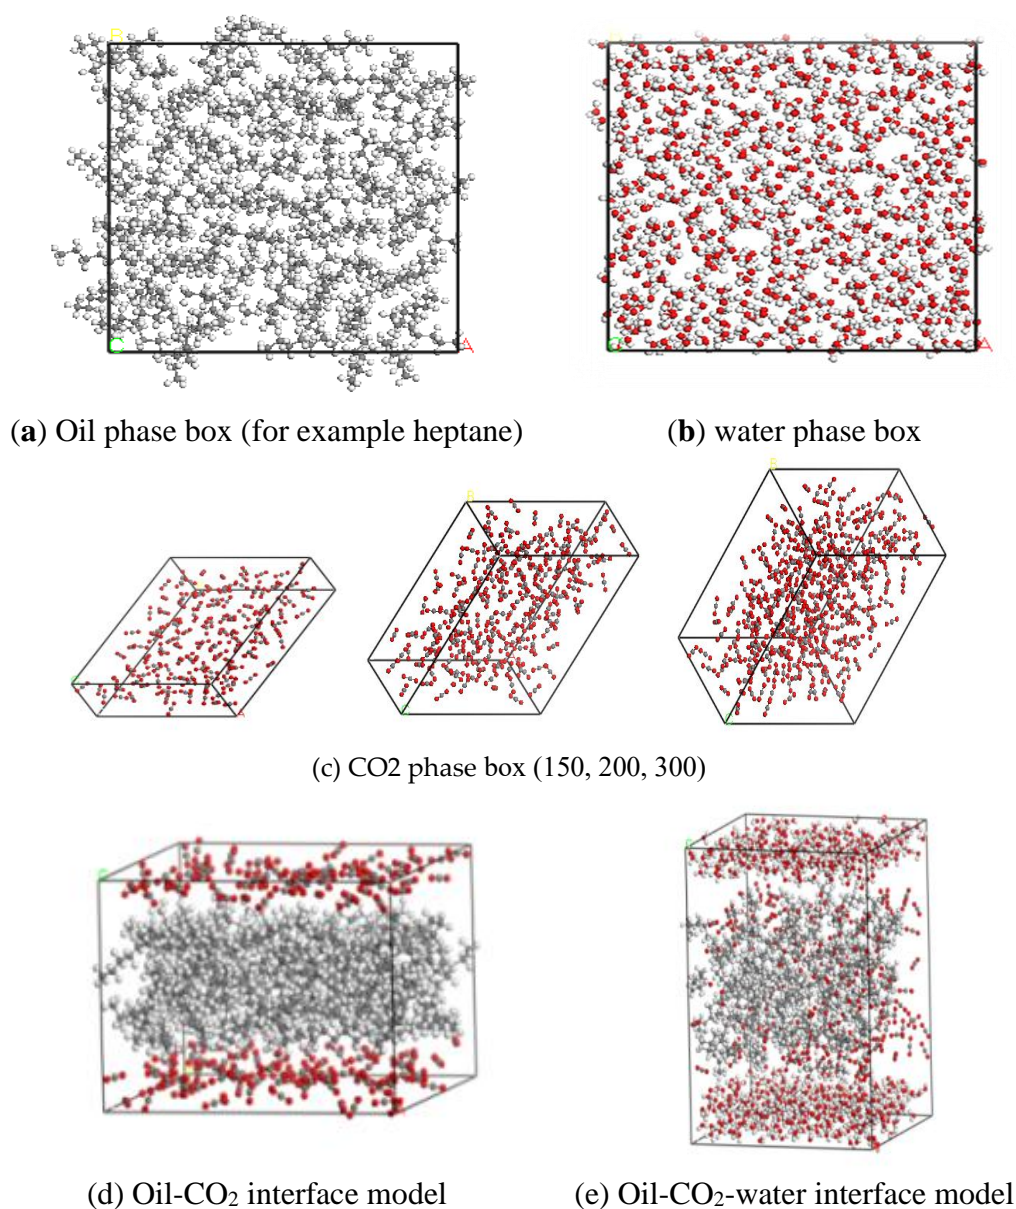 B
C
A
A
(a) Oil phase box (for example heptane)
(b) water phase box
(c) CO2 phase box (150, 200, 300)
(d) Oil-CO₂ interface model
(e) Oil-CO₂-water interface model